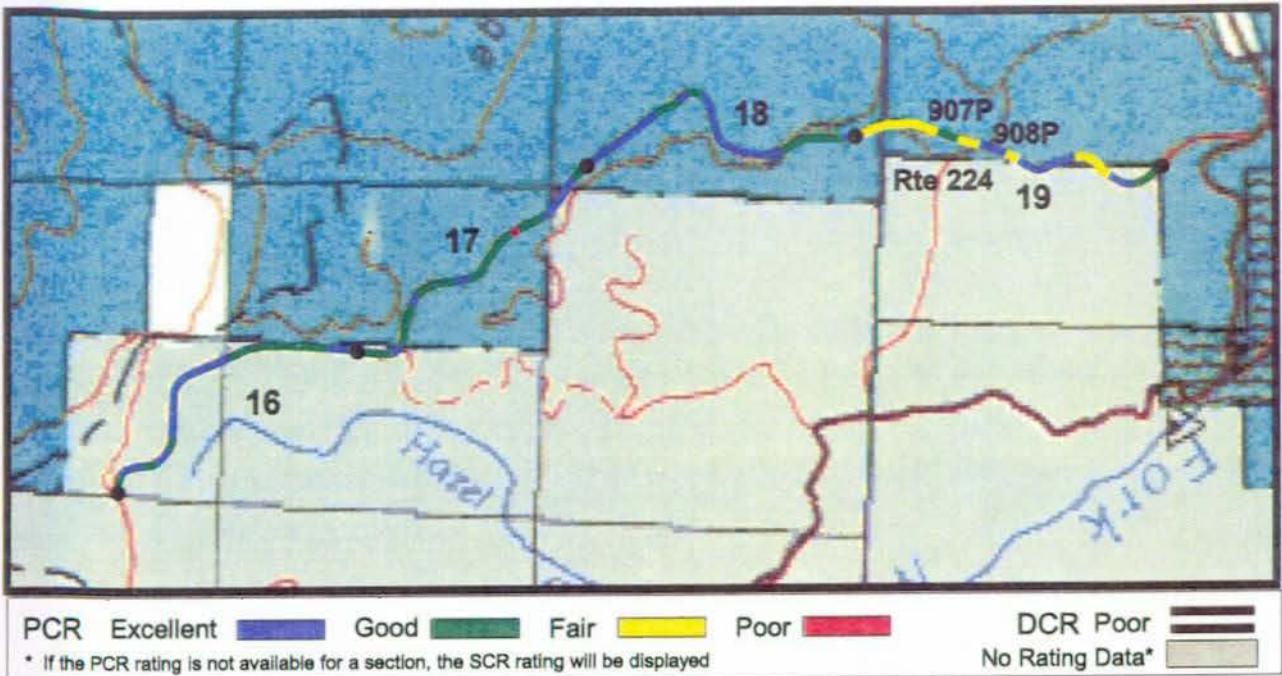 18
907P
908P
Rte 224
19
17
16
Hazel
Fork
PCR Excellent Good Fair Poor DCR Poor
* If the PCR rating is not available for a section, the SCR rating will be displayed No Rating Data*